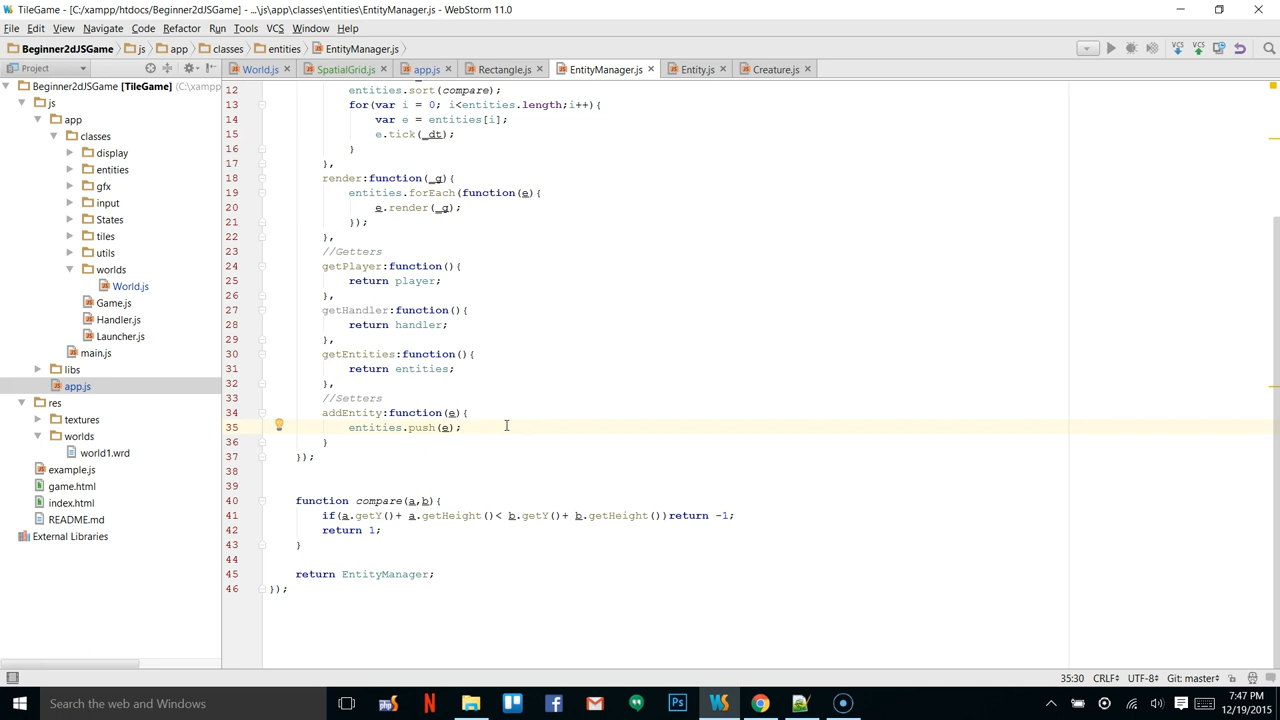 TileGame - [C:\xampp\htdocs\Beginner2dJSGame] - ...\js\app\classes\entities\EntityManager.js - WebStorm 11.0
File Edit View Navigate Code Refactor Run Tools VCS Window Help
Beginner2dJSGame js app classes entities EntityManager.js
Project World.js SpatialGrid.js app.js Rectangle.js EntityManager.js Entity.js Creature.js
Beginner2dJSGame [TileGame] (C:\xampp
js
app
classes
display
entities
gfx
input
States
tiles
utils
worlds
World.js
Game.js
Handler.js
Launcher.js
main.js
libs
app.js
res
textures
worlds
world1.wrd
example.js
game.html
index.html
README.md
External Libraries
12 entities.sort(compare);
13 for(var i = 0; i<entities.length;i++){
14 var e = entities[i];
15 e.tick(_dt);
16 }
17 },
18 render:function(_g){
19 entities.forEach(function(e){
20 e.render(_g);
21 });
22 },
23 //Getters
24 getPlayer:function(){
25 return player;
26 },
27 getHandler:function(){
28 return handler;
29 },
30 getEntities:function(){
31 return entities;
32 },
33 //Setters
34 addEntity:function(e){
35 entities.push(e);
36 }
37 });
38
39
40 function compare(a,b){
41 if(a.getY()+ a.getHeight()< b.getY()+ b.getHeight())return -1;
42 return 1;
43 }
44
45 return EntityManager;
46 });
35:30 CRLF÷ UTF-8÷ Git: master÷
Search the web and Windows
7:47 PM
12/19/2015